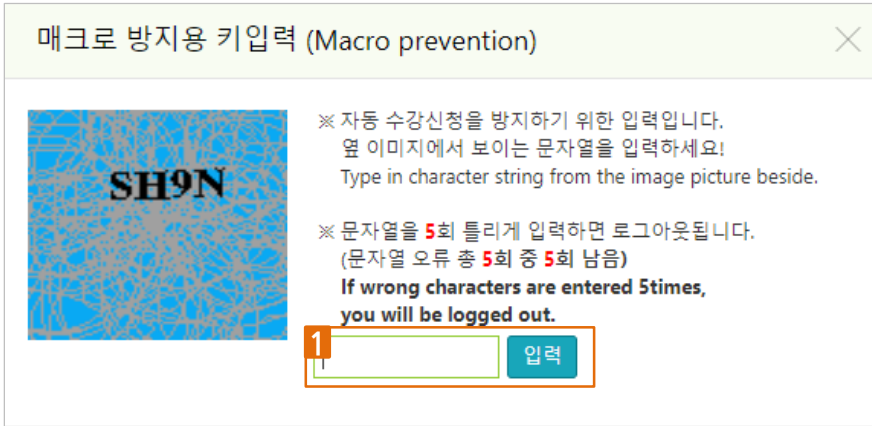 매크로 방지용 키입력 (Macro prevention)
SH9N
※ 자동 수강신청을 방지하기 위한 입력입니다.
옆 이미지에서 보이는 문자열을 입력하세요!
Type in character string from the image picture beside.
※ 문자열을 5회 틀리게 입력하면 로그아웃됩니다.
(문자열 오류 총 5회 중 5회 남음)
If wrong characters are entered 5times,
you will be logged out.
1
입력